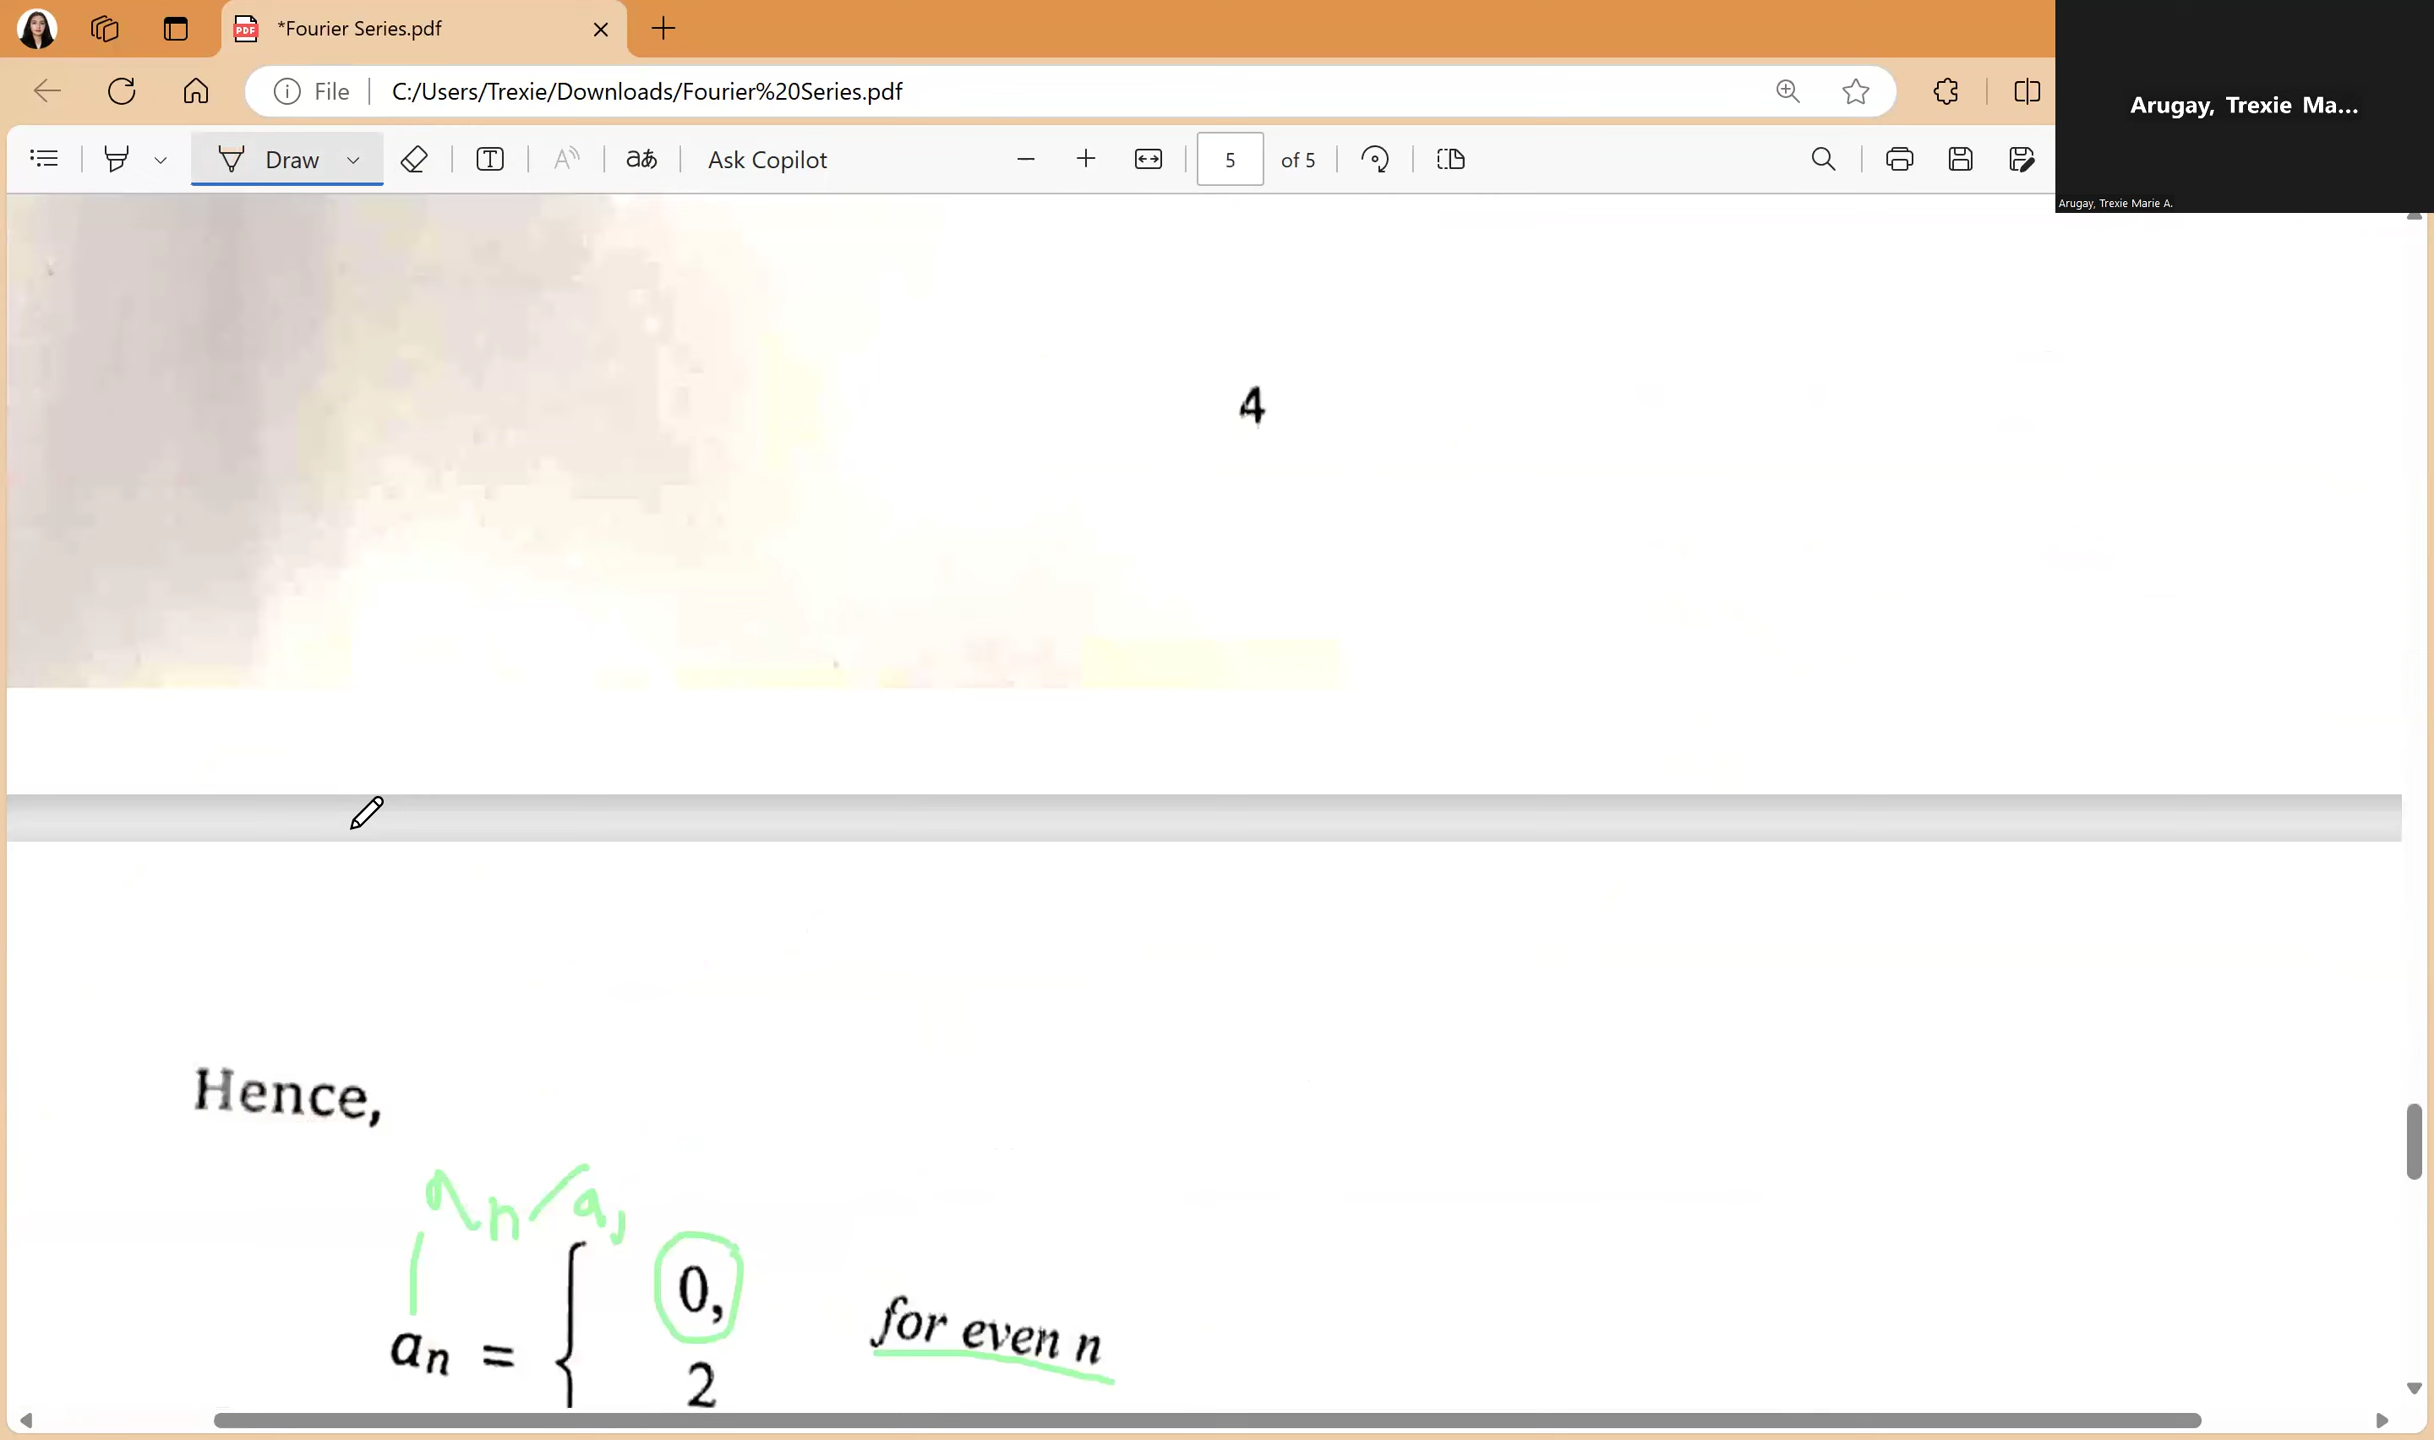 *Fourier Series.pdf
File
C:/Users/Trexie/Downloads/Fourier%20Series.pdf
Arugay, Trexie Ma...
Arugay, Trexie Marie A.
Draw
Ask Copilot
5 of 5
4
Hence,
an / a,
an = { 0, for even n
2